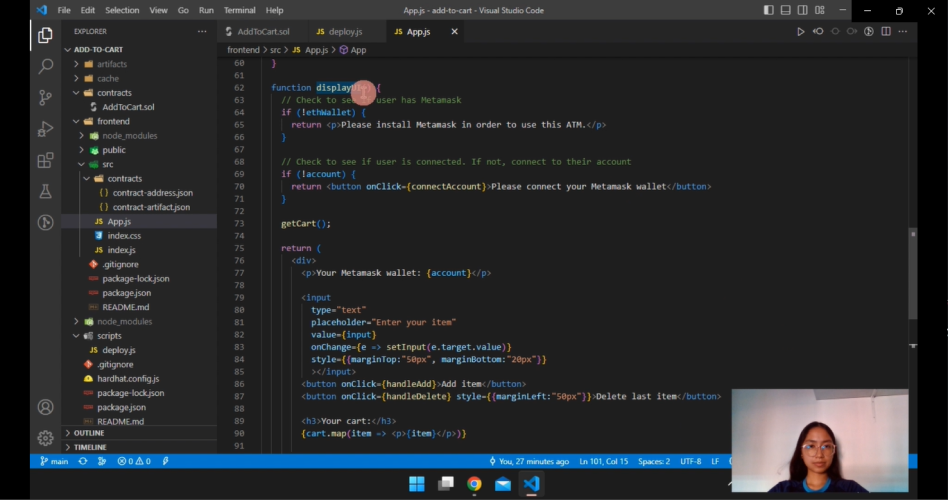 File Edit Selection View Go Run Terminal Help
App.js - add-to-cart - Visual Studio Code
EXPLORER
AddToCart.sol
deploy.js
App.js
frontend > src > App.js > App
ADD-TO-CART
artifacts
cache
contracts
AddToCart.sol
frontend
node_modules
public
src
contracts
contract-address.json
contract-artifact.json
App.js
index.css
index.js
.gitignore
package-lock.json
package.json
README.md
node_modules
scripts
deploy.js
.gitignore
hardhat.config.js
package-lock.json
package.json
README.md
OUTLINE
TIMELINE
60 }
61
62 function display {
63 // Check to see user has Metamask
64 if (!ethWallet) {
65 return <p>Please install Metamask in order to use this ATM.</p>
66 }
67
68 // Check to see if user is connected. If not, connect to their account
69 if (!account) {
70 return <button onClick={connectAccount}>Please connect your Metamask wallet</button>
71 }
72
73 getCart();
74
75 return (
76 <div>
77 <p>Your Metamask wallet: {account}</p>
78
79 <input
80 type="text"
81 placeholder="Enter your item"
82 value={input}
83 onChange={e => setInput(e.target.value)}
84 style={{marginTop:"50px", marginBottom:"20px"}}
85 ></input>
86 <button onClick={handleAdd}>Add item</button>
87 <button onClick={handleDelete} style={{marginLeft:"50px"}}>Delete last item</button>
88
89 <h3>Your cart:</h3>
90 {cart.map(item => <p>{item}</p>)}
91
main
0 0
You, 27 minutes ago
Ln 101, Col 15
Spaces: 2
UTF-8
LF